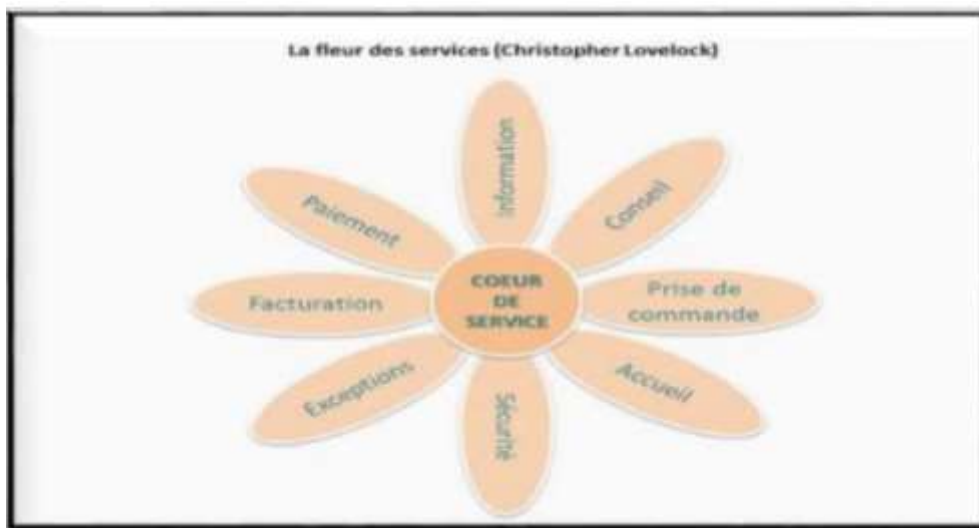 La fleur des services (Christopher Lovelock)
Information
Conseil
Prise de
commande
Accueil
Sécurité
Exceptions
Facturation
Paiement
COEUR
DE
SERVICE